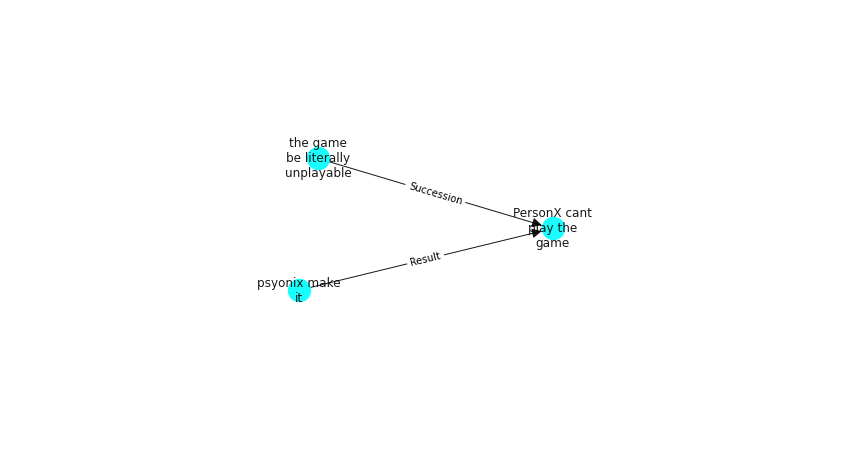 the game
be literally
unplayable
Succession
PersonX cant
play the
game
Result
psyonix make
it